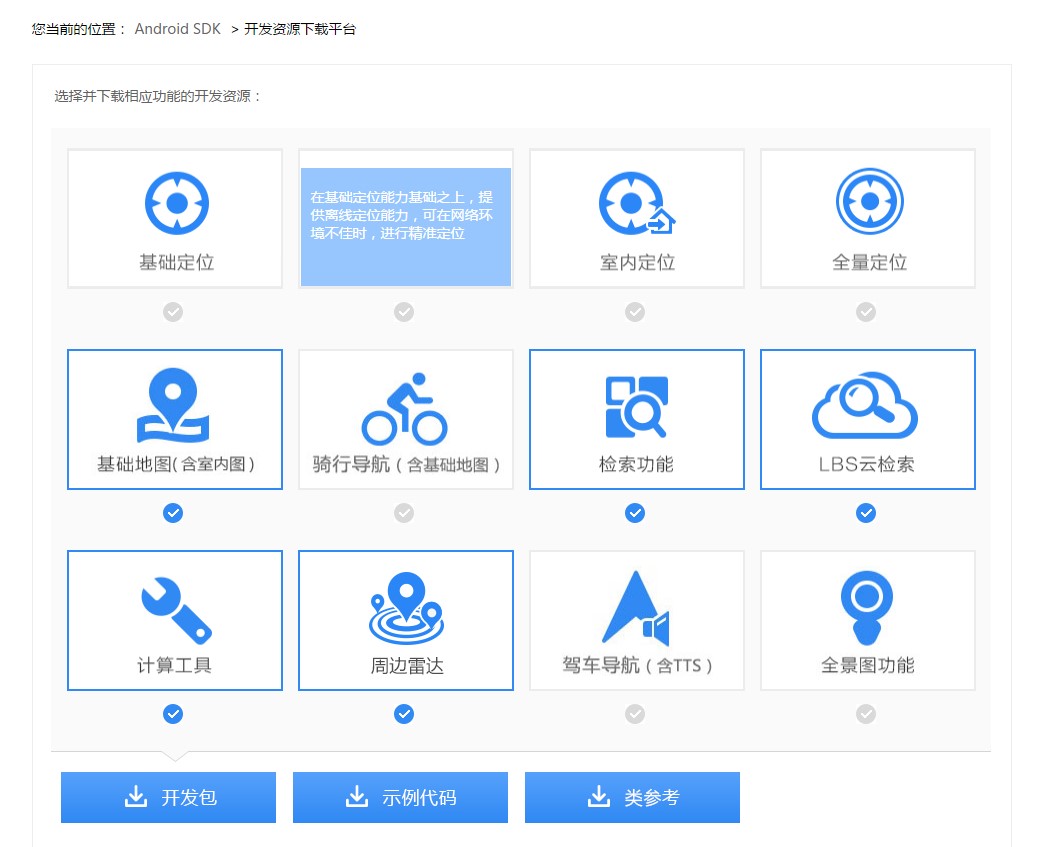 您当前的位置： Android SDK > 开发资源下载平台
选择并下载相应功能的开发资源：
基础定位
在基础定位能力基础之上，提
供离线定位能力，可在网络环
境不佳时，进行精准定位
室内定位
全量定位
基础地图(含室内图)
骑行导航（含基础地图）
检索功能
LBS云检索
计算工具
周边雷达
驾车导航（含TTS）
全景图功能
开发包
示例代码
类参考